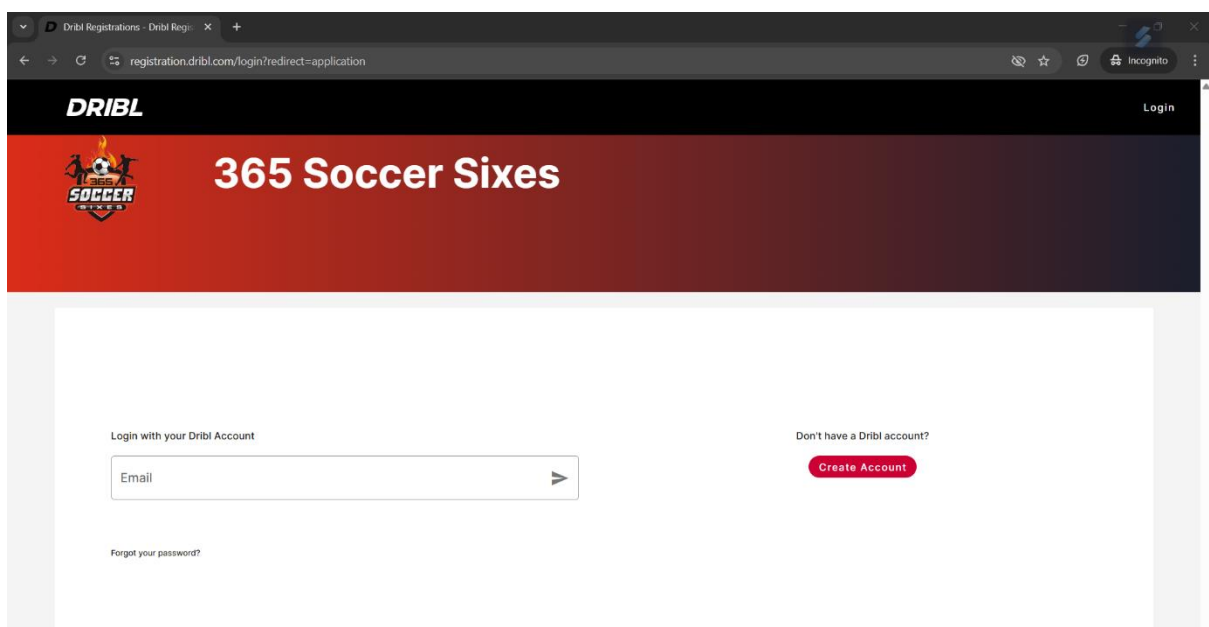 Dribl Registrations - Dribl Regis
registration.dribl.com/login?redirect=application
Incognito
DRIBL
Login
365
SOCCER
SIXES
365 Soccer Sixes
Login with your Dribl Account
Don't have a Dribl account?
Email
Create Account
Forgot your password?